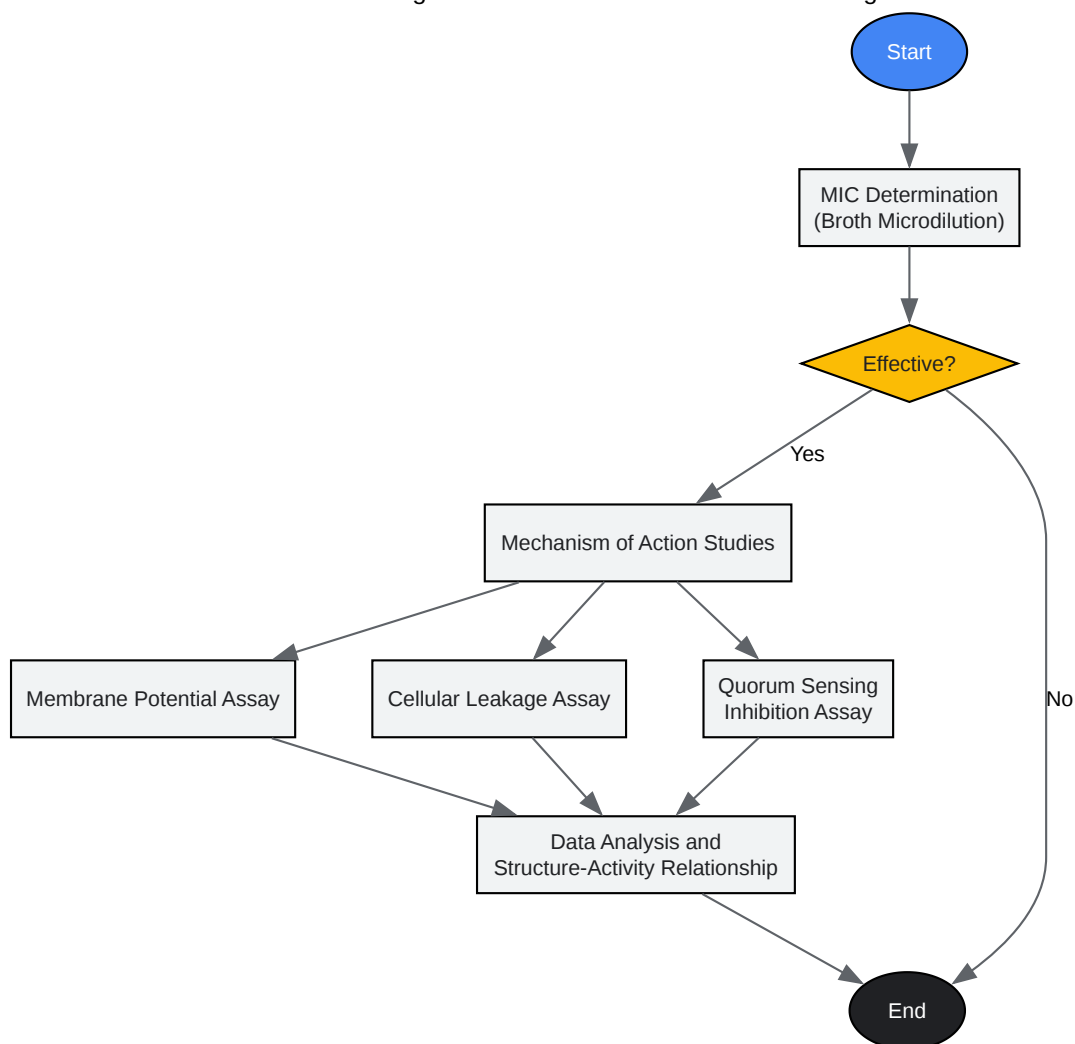 Start
MIC Determination
(Broth Microdilution)
Effective?
Yes
Mechanism of Action Studies
Membrane Potential Assay
Cellular Leakage Assay
Quorum Sensing
Inhibition Assay
No
Data Analysis and
Structure-Activity Relationship
End